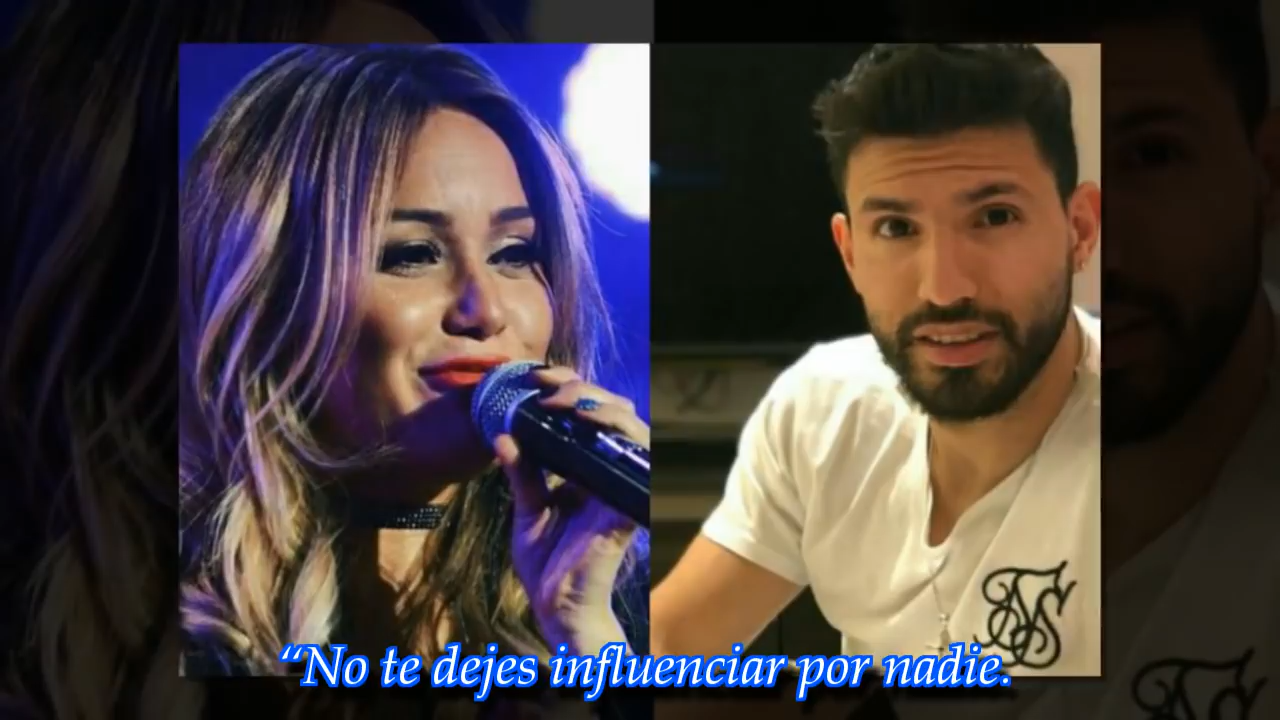 “No te dejes influenciar por nadie.